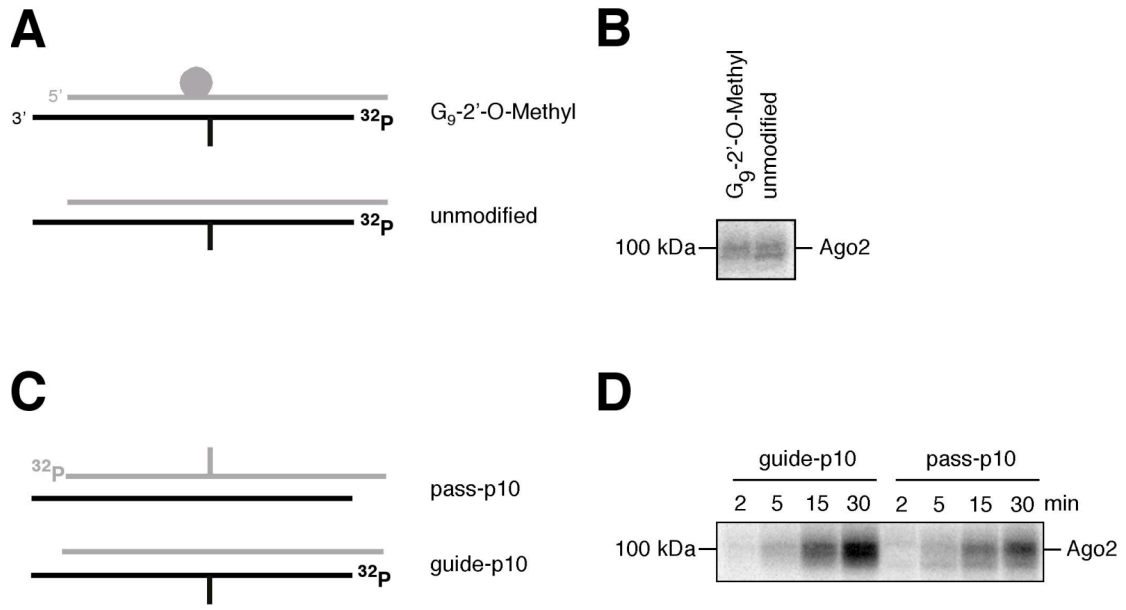 A
5'
3'
32P
G9-2'-O-Methyl
32P
unmodified
B
G9-2'-O-Methyl
unmodified
100 kDa
Ago2
C
32P
pass-p10
guide-p10
32P
D
guide-p10 pass-p10
2 5 15 30 2 5 15 30 min
100 kDa
Ago2